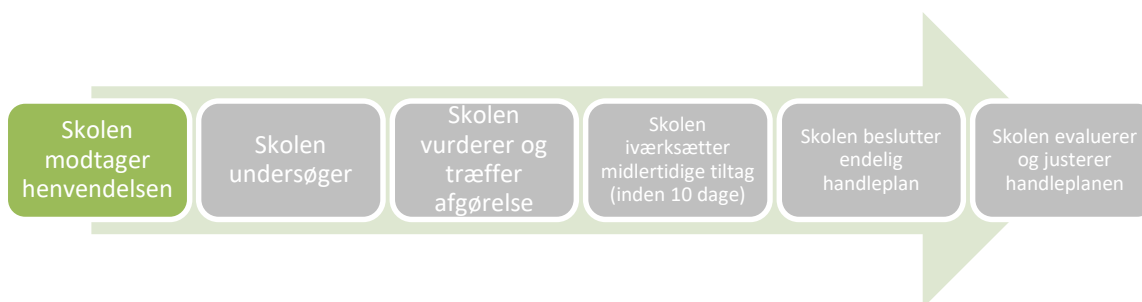 Skolen
modtager
henvendelsen
Skolen
undersøger
Skolen
vurderer og
træffer
afgørelse
Skolen
iværksætter
midlertidige tiltag
(inden 10 dage)
Skolen beslutter
endelig
handleplan
Skolen evaluerer
og justerer
handleplanen